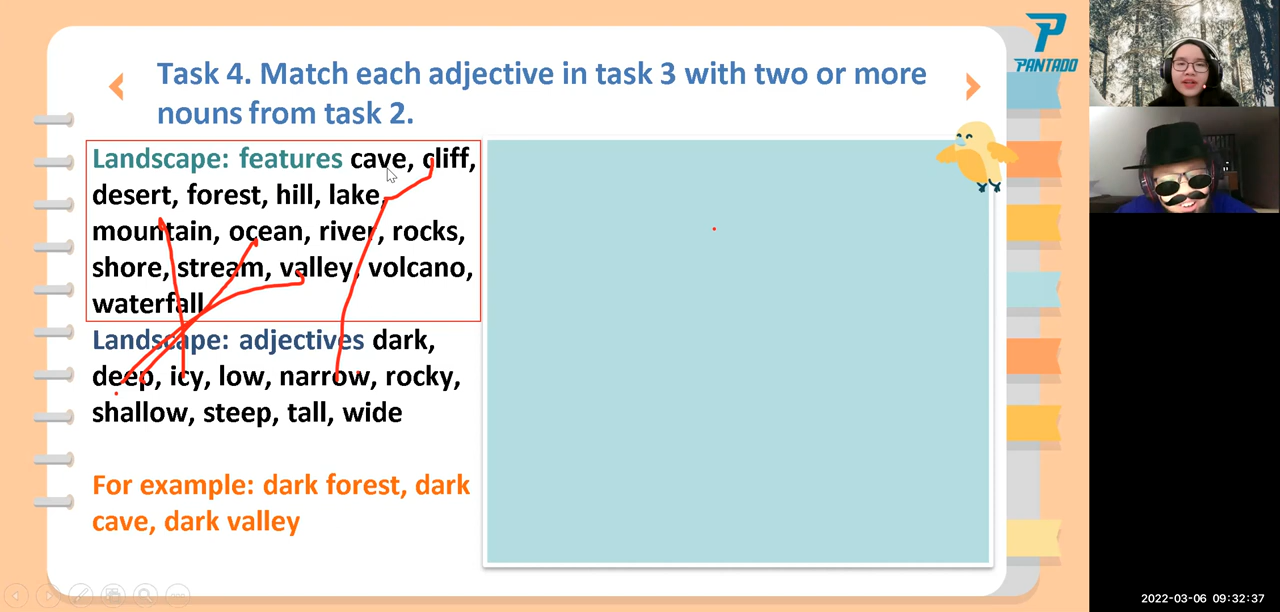 Task 4. Match each adjective in task 3 with two or more
nouns from task 2.
PANTADO
Landscape: features cave, cliff,
desert, forest, hill, lake,
mountain, ocean, river, rocks,
shore, stream, valley, volcano,
waterfall
Landscape: adjectives dark,
deep, icy, low, narrow, rocky,
shallow, steep, tall, wide
For example: dark forest, dark
cave, dark valley
2022-03-06 09:32:37